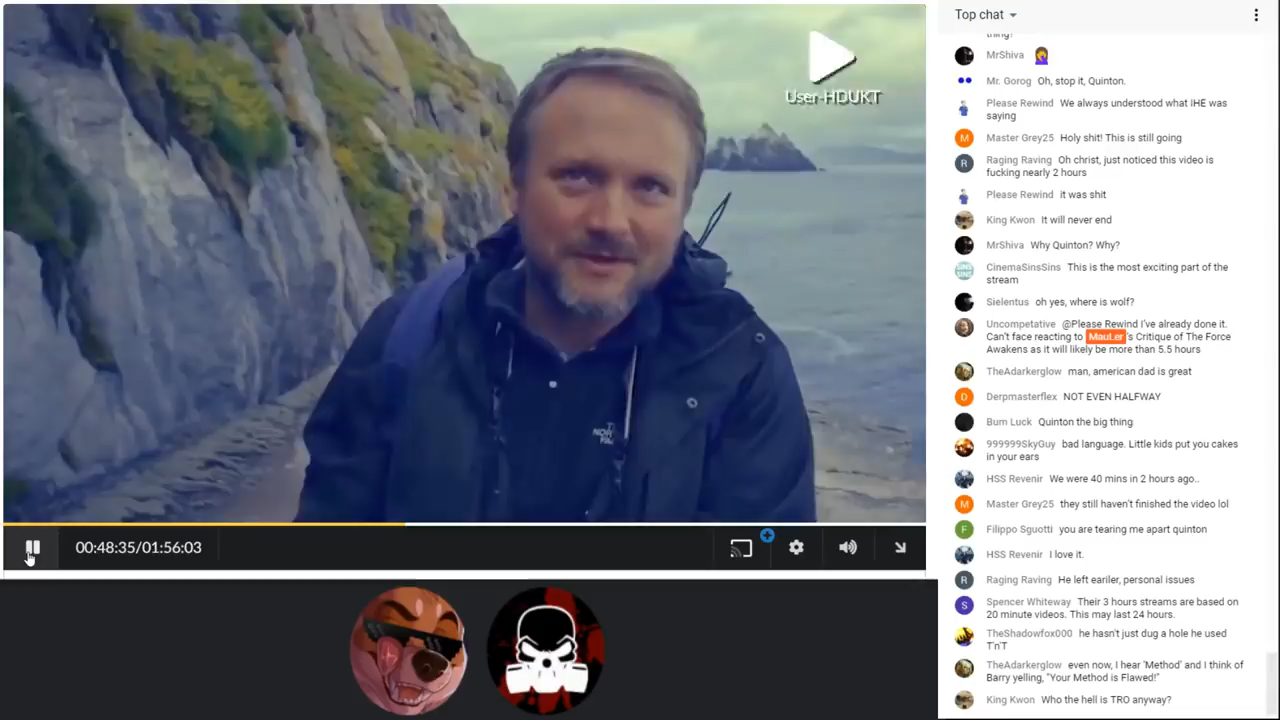 User-HDUKT
00:48:35/01:56:03
Top chat
thing?
MrShiva
Mr. Gorog Oh, stop it, Quinton.
Please Rewind We always understood what IHE was
saying
M Master Grey25 Holy shit! This is still going
R Raging Raving Oh christ, just noticed this video is
fucking nearly 2 hours
Please Rewind it was shit
King Kwon It will never end
MrShiva Why Quinton? Why?
CinemaSinsSins This is the most exciting part of the
stream
Sielentus oh yes, where is wolf?
Uncompetative @Please Rewind I've already done it.
Can't face reacting to MauLer's Critique of The Force
Awakens as it will likely be more than 5.5 hours
TheAdarkerglow man, american dad is great
D Derpmasterflex NOT EVEN HALFWAY
Bum Luck Quinton the big thing
999999SkyGuy bad language. Little kids put you cakes
in your ears
HSS Revenir We were 40 mins in 2 hours ago..
M Master Grey25 they still haven't finished the video lol
F Filippo Sguotti you are tearing me apart quinton
HSS Revenir I love it.
R Raging Raving He left eariler, personal issues
S Spencer Whiteway Their 3 hours streams are based on
20 minute videos. This may last 24 hours.
TheShadowfox000 he hasn't just dug a hole he used
T'n'T
TheAdarkerglow even now, I hear 'Method' and I think of
Barry yelling, "Your Method is Flawed!"
King Kwon Who the hell is TRO anyway?